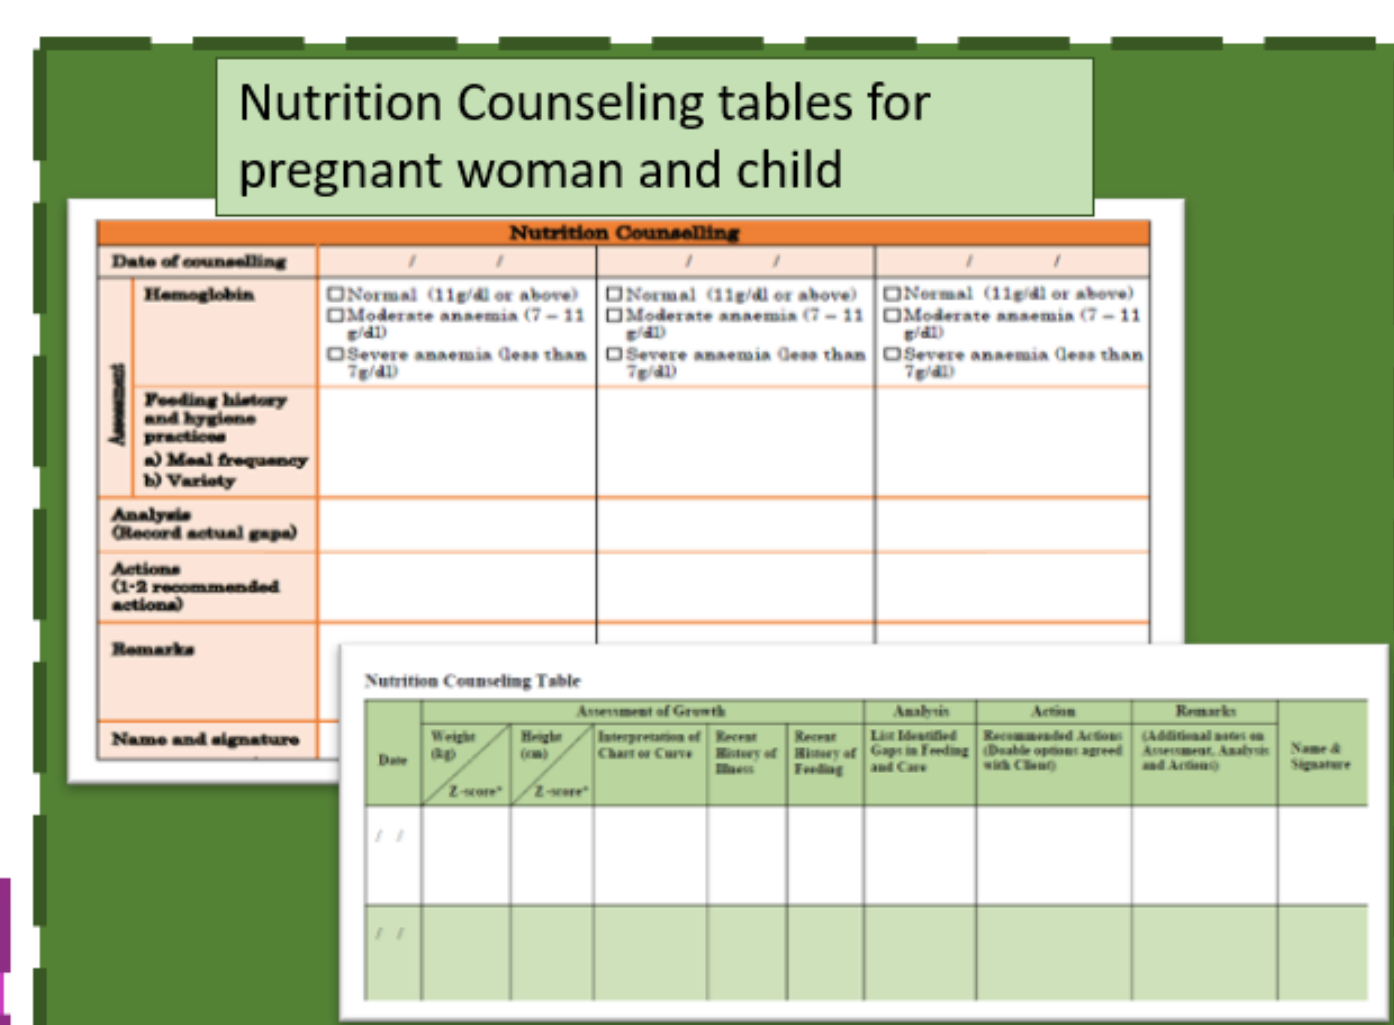 Nutrition Counseling tables for
pregnant woman and child
Nutrition Counselling
Date of counselling / / / / / /
Assessment
Hemoglobin
☐Normal (11g/dl or above)
☐Moderate anaemia (7 – 11
g/dl)
☐Severe anaemia (less than
7g/dl)
☐Normal (11g/dl or above)
☐Moderate anaemia (7 – 11
g/dl)
☐Severe anaemia (less than
7g/dl)
☐Normal (11g/dl or above)
☐Moderate anaemia (7 – 11
g/dl)
☐Severe anaemia (less than
7g/dl)
Feeding history
and hygiene
practices
a) Meal frequency
b) Variety
Analysis
(Record actual gaps)
Actions
(1-2 recommended
actions)
Remarks
Name and signature
Nutrition Counseling Table
Assessment of Growth
Analysis
Action
Remarks
Date
Weight
(kg)
Z-score*
Height
(cm)
Z-score*
Interpretation of
Chart or Curve
Recent
History of
Illness
Recent
History of
Feeding
List Identified
Gaps in Feeding
and Care
Recommended Actions
(Doable options agreed
with Client)
(Additional notes on
Assessment, Analysis
and Actions)
Name &
Signature
/ /
/ /